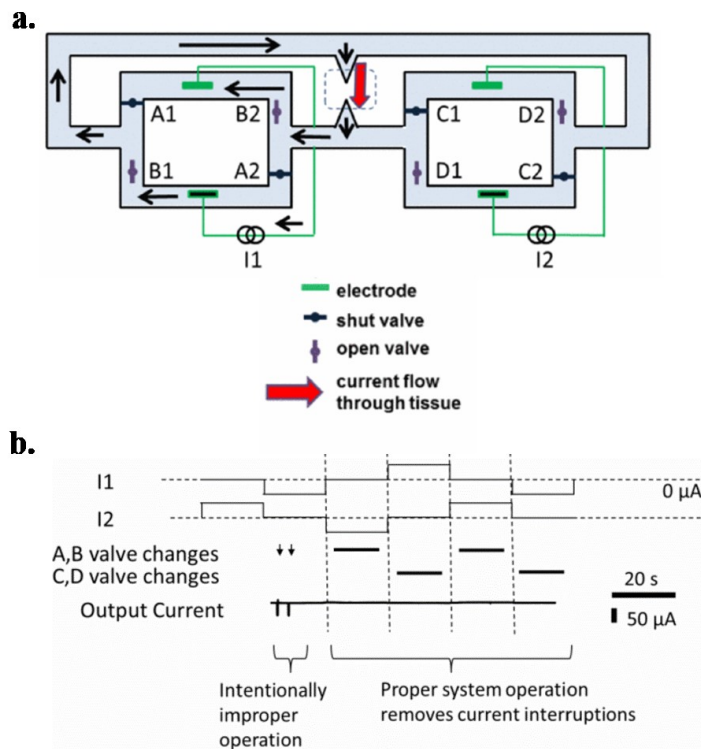 a.
A1
B2
C1
D2
B1
A2
D1
C2
I1
I2
electrode
shut valve
open valve
current flow
through tissue
b.
I1
0 µA
I2
A,B valve changes
C,D valve changes
20 s
Output Current
50 µA
Intentionally
improper
operation
Proper system operation
removes current interruptions